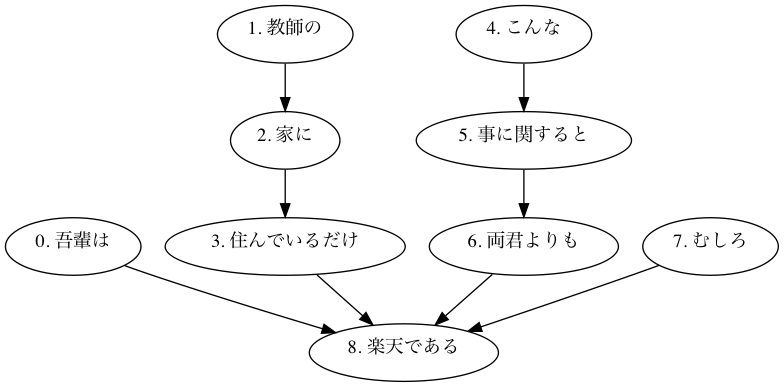 1. 教師の
4. こんな
2. 家に
5. 事に関すると
0. 吾輩は
3. 住んでいるだけ
6. 両君よりも
7. むしろ
8. 楽天である